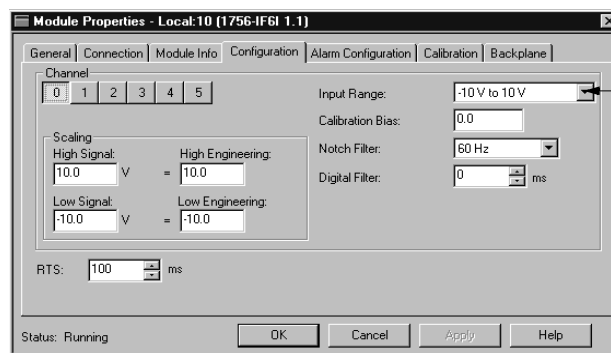 Module Properties - Local:10 (1756-IF6I 1.1)
General Connection Module Info Configuration Alarm Configuration Calibration Backplane
Channel
0 1 2 3 4 5
Input Range: -10 V to 10 V
Calibration Bias: 0.0
Scaling
High Signal: High Engineering:
10.0 V = 10.0
Notch Filter: 60 Hz
Digital Filter: 0 ms
Low Signal: Low Engineering:
-10.0 V = -10.0
RTS: 100 ms
Status: Running OK Cancel Apply Help